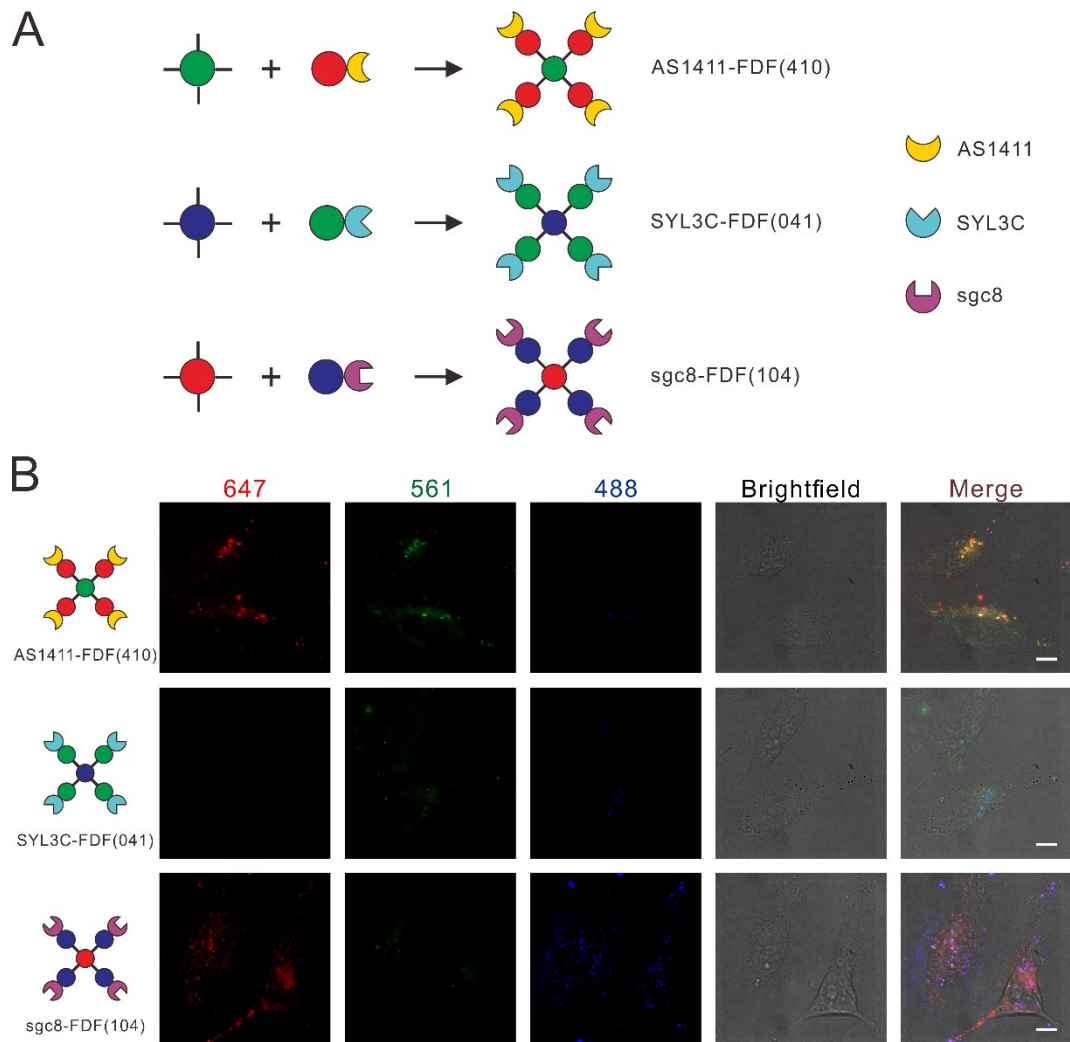 A
AS1411-FDF(410)
AS1411
SYL3C-FDF(041)
SYL3C
sgc8
sgc8-FDF(104)
B
647 561 488 Brightfield Merge
AS1411-FDF(410)
SYL3C-FDF(041)
sgc8-FDF(104)